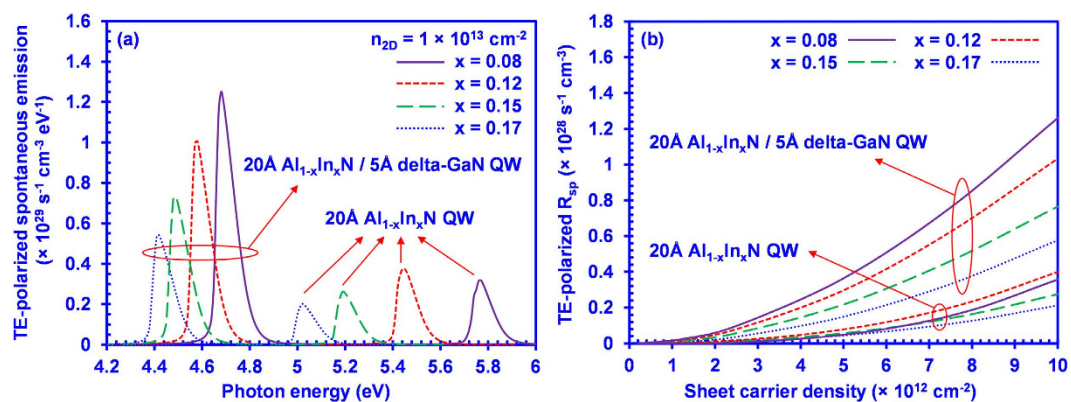 (a)
n2D = 1 × 10^13 cm^-2
x = 0.08
x = 0.12
x = 0.15
x = 0.17
20Å Al1-xInxN / 5Å delta-GaN QW
20Å Al1-xInxN QW
TE-polarized spontaneous emission
(× 10^29 s^-1 cm^-3 eV^-1)
1.6
1.4
1.2
1
0.8
0.6
0.4
0.2
0
4.2 4.4 4.6 4.8 5 5.2 5.4 5.6 5.8 6
Photon energy (eV)
(b)
x = 0.08 x = 0.12
x = 0.15 x = 0.17
20Å Al1-xInxN / 5Å delta-GaN QW
20Å Al1-xInxN QW
TE-polarized Rsp (× 10^28 s^-1 cm^-3)
1.8
1.6
1.4
1.2
1
0.8
0.6
0.4
0.2
0
0 1 2 3 4 5 6 7 8 9 10
Sheet carrier density (× 10^12 cm^-2)